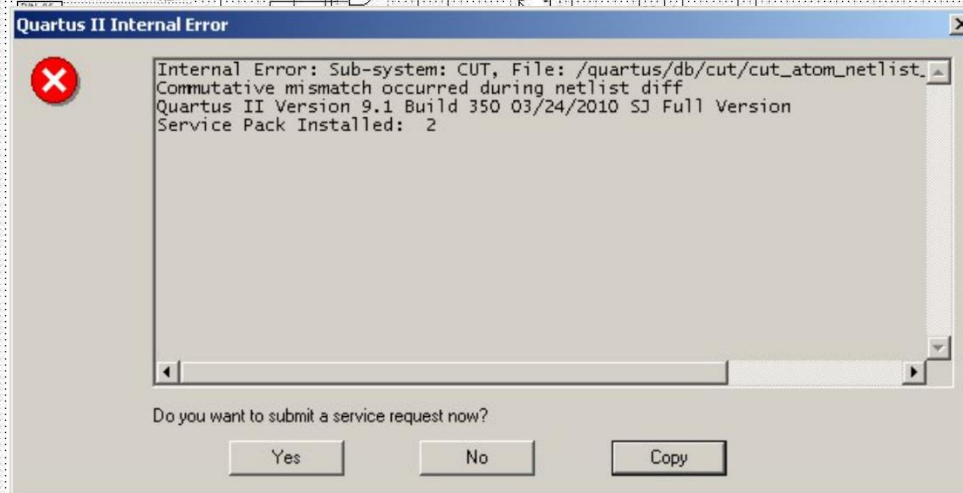 Quartus II Internal Error
Internal Error: Sub-system: CUT, File: /quartus/db/cut/cut_atom_netlist_
Commutative mismatch occurred during netlist diff
Quartus II Version 9.1 Build 350 03/24/2010 SJ Full Version
Service Pack Installed:  2
Do you want to submit a service request now?
Yes
No
Copy